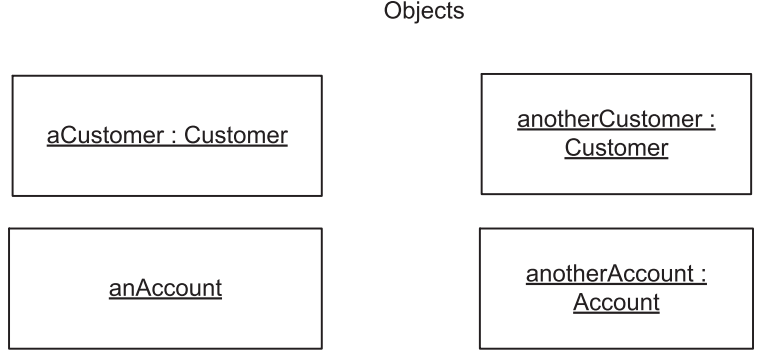 Objects
aCustomer : Customer
anotherCustomer :
Customer
anAccount
anotherAccount :
Account